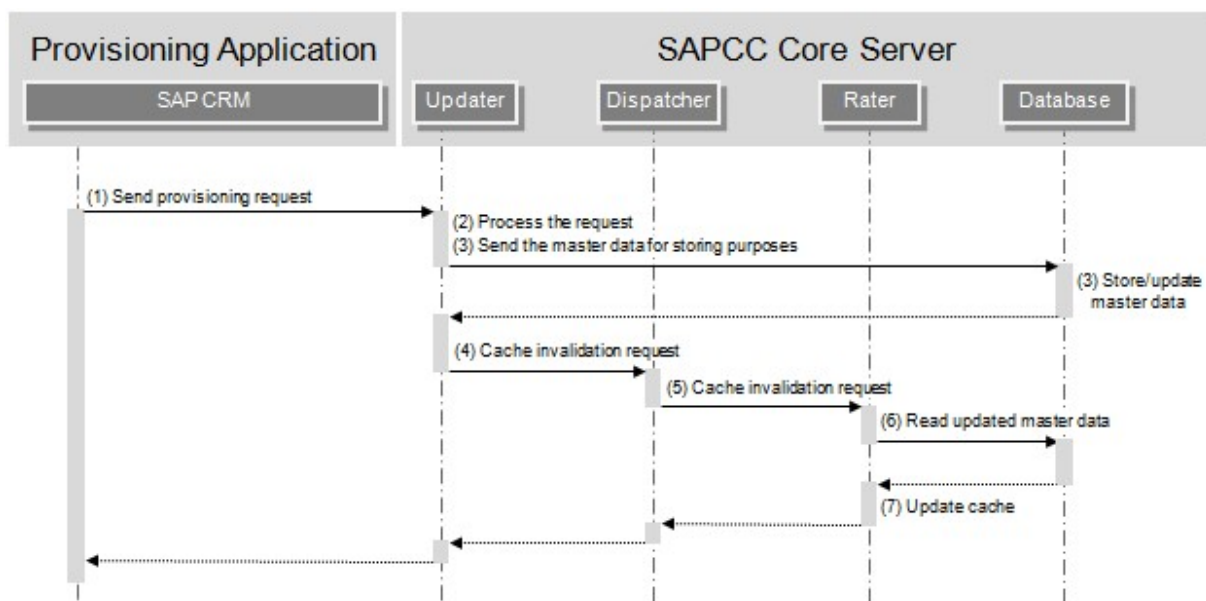 Provisioning Application
SAPCC Core Server
SAP CRM
Updater
Dispatcher
Rater
Database
(1) Send provisioning request
(2) Process the request
(3) Send the master data for storing purposes
(3) Store/update
master data
(4) Cache invalidation request
(5) Cache invalidation request
(6) Read updated master data
(7) Update cache